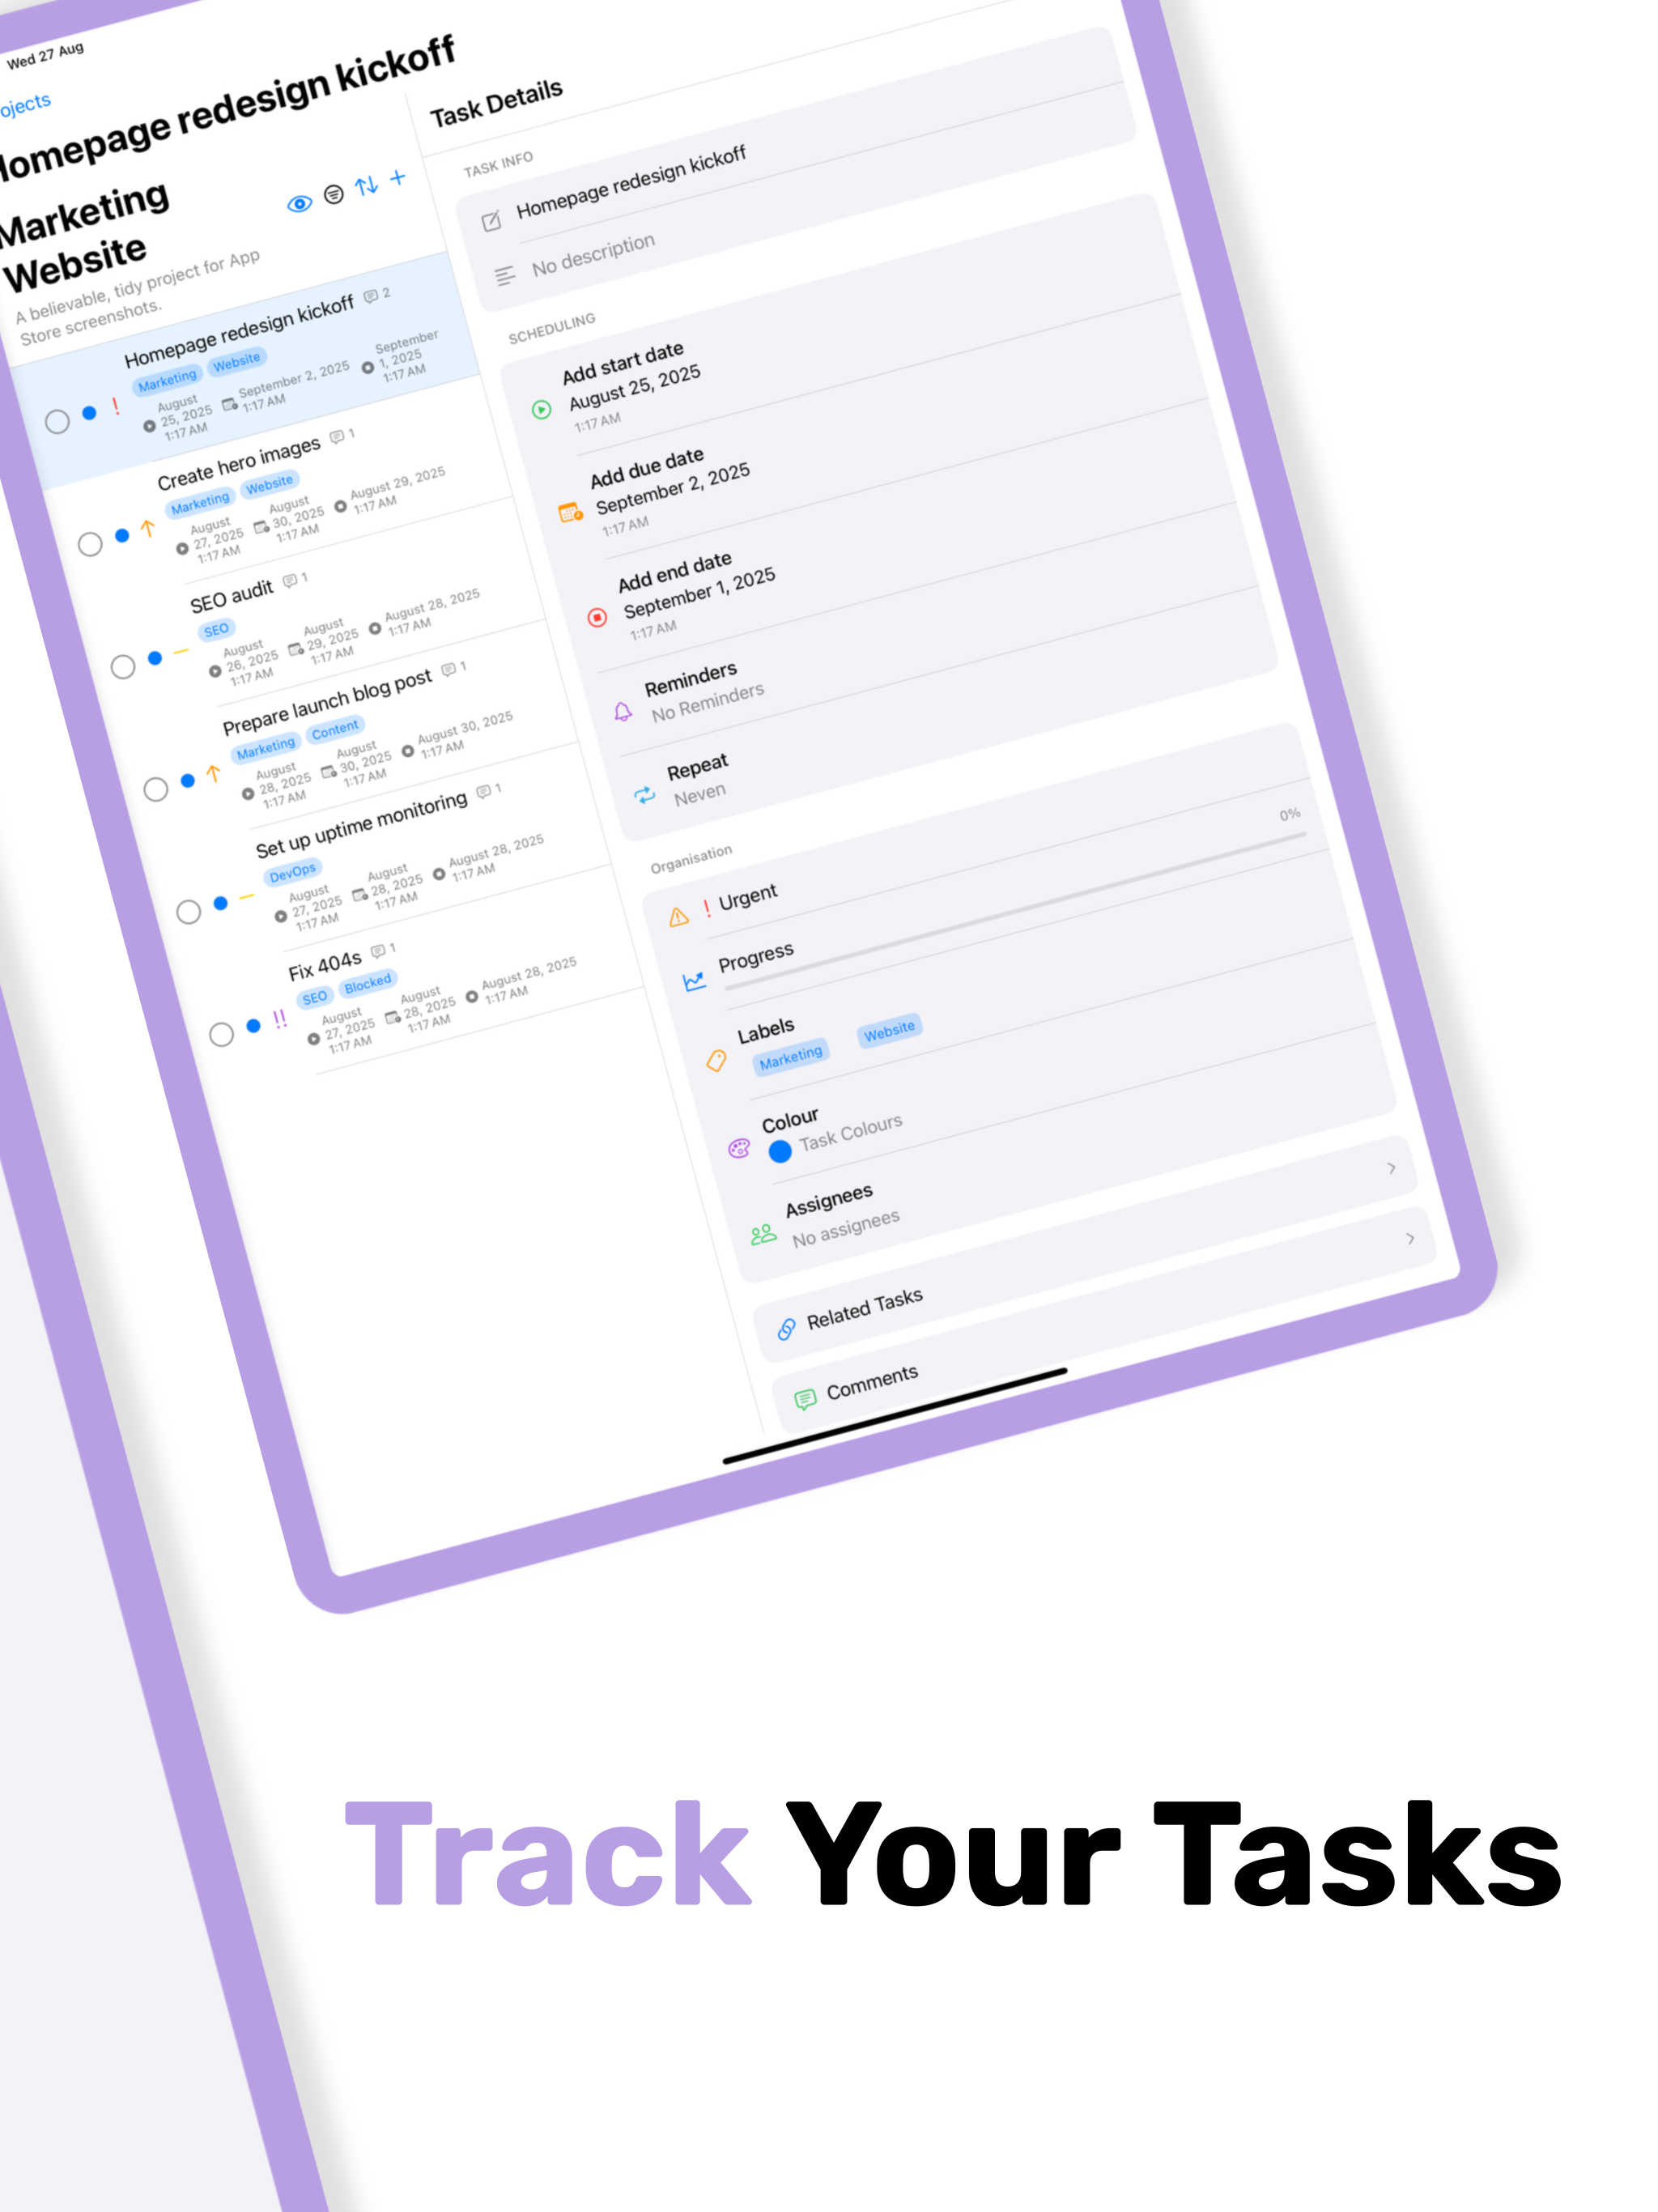 Wed 27 Aug
ojects
Homepage redesign kickoff
Marketing
Website
A believable, tidy project for App
Store screenshots.
Homepage redesign kickoff 2
Marketing Website
August
25, 2025
1:17 AM
September 2, 2025
1:17 AM
September
1, 2025
1:17 AM
Create hero images 1
Marketing Website
August
27, 2025
1:17 AM
August
30, 2025
1:17 AM
August 29, 2025
1:17 AM
SEO audit 1
SEO
August
26, 2025
1:17 AM
August
29, 2025
1:17 AM
August 28, 2025
1:17 AM
Prepare launch blog post 1
Marketing Content
August
28, 2025
1:17 AM
August
30, 2025
1:17 AM
August 30, 2025
1:17 AM
Set up uptime monitoring 1
DevOps
August
27, 2025
1:17 AM
August
28, 2025
1:17 AM
August 28, 2025
1:17 AM
Fix 404s 1
SEO Blocked
August
27, 2025
1:17 AM
August
28, 2025
1:17 AM
August 28, 2025
1:17 AM
Task Details
TASK INFO
Homepage redesign kickoff
No description
SCHEDULING
Add start date
August 25, 2025
1:17 AM
Add due date
September 2, 2025
1:17 AM
Add end date
September 1, 2025
1:17 AM
Reminders
No Reminders
Repeat
Neven
Organisation
! Urgent
Progress 0%
Labels
Marketing Website
Colour
Task Colours
Assignees
No assignees
Related Tasks
Comments
Track Your Tasks